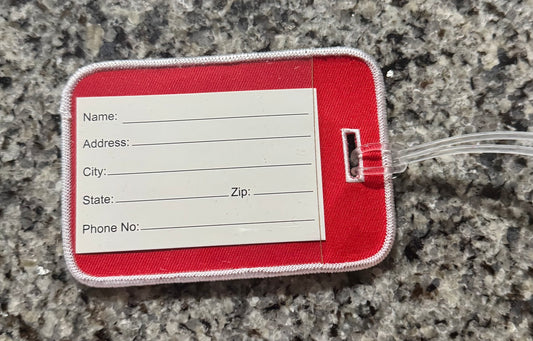 Name:
Address:
City:
State: Zip:
Phone No: